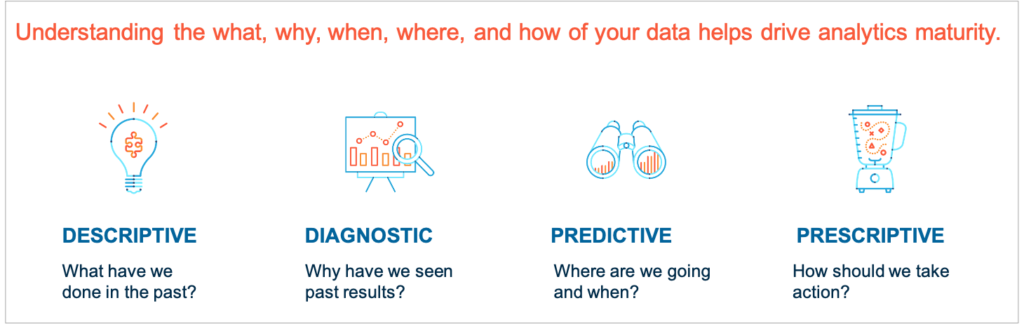 Understanding the what, why, when, where, and how of your data helps drive analytics maturity.
DESCRIPTIVE
What have we
done in the past?
DIAGNOSTIC
Why have we seen
past results?
PREDICTIVE
Where are we going
and when?
PRESCRIPTIVE
How should we take
action?